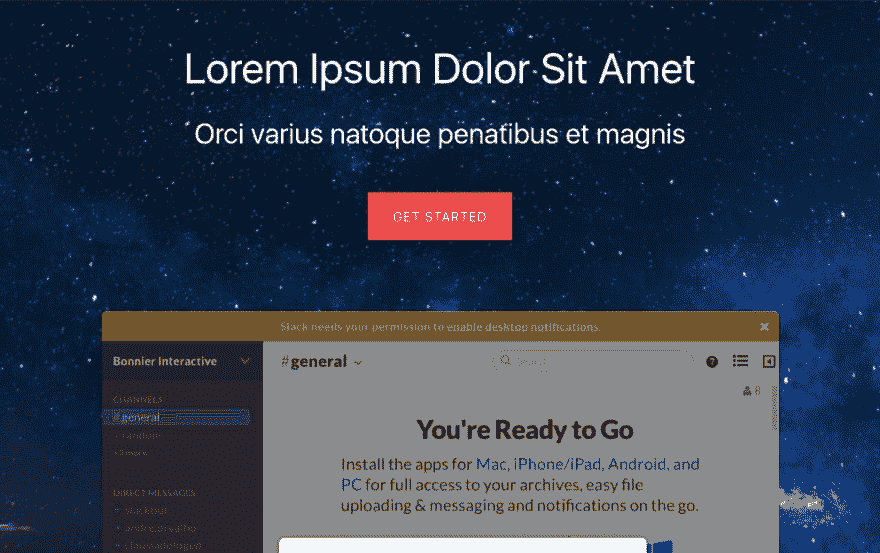 Lorem Ipsum Dolor Sit Amet
Orci varius natoque penatibus et magnis
GET STARTED
Slack needs your permission to enable desktop notifications.
Bonnier Interactive
#general
Search
8
CHANNELS
# general
# random
You're Ready to Go
Install the apps for Mac, iPhone/iPad, Android, and
PC for full access to your archives, easy file
uploading & messaging and notifications on the go.
DIRECT MESSAGES
slackbot